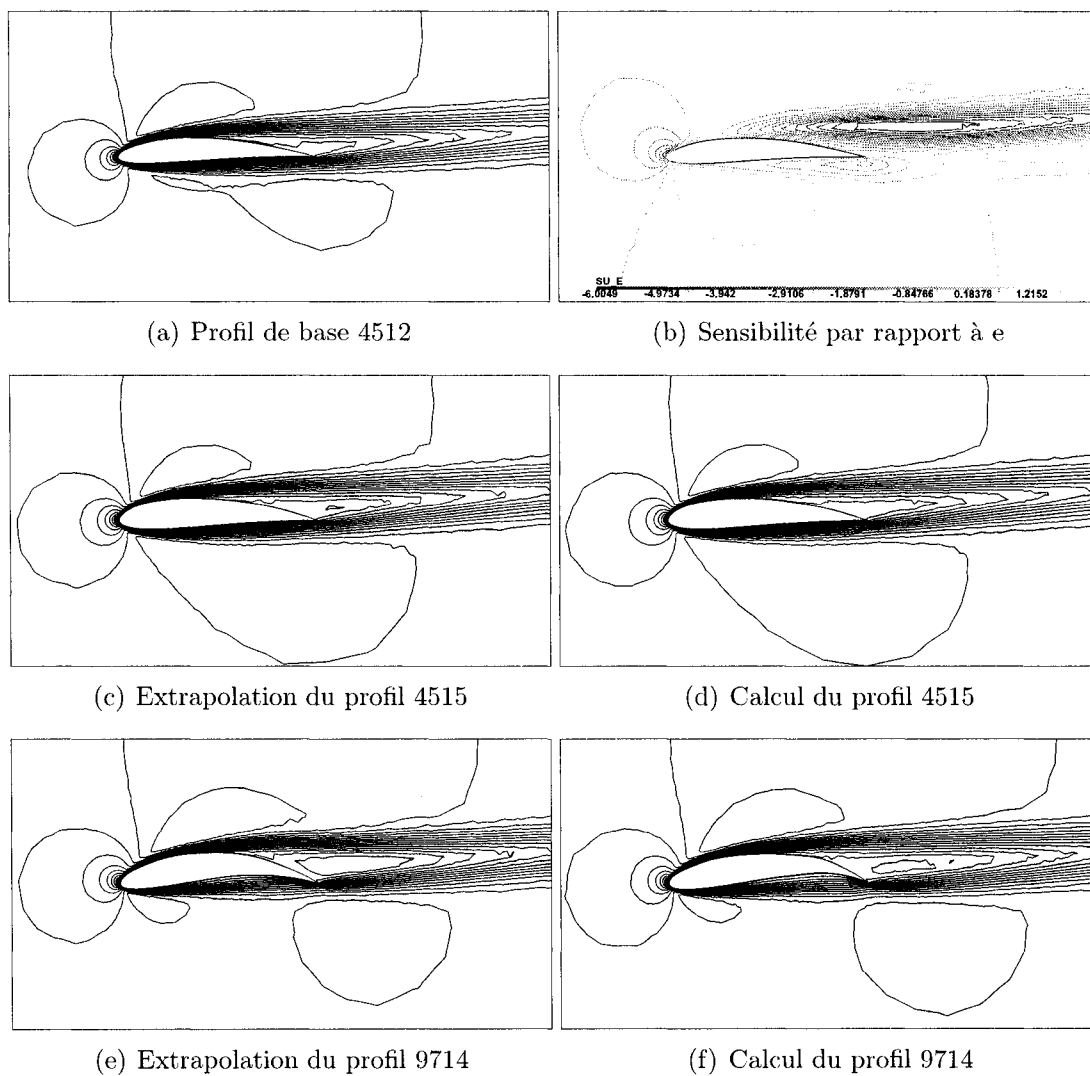 SU_E
-6.0049 -4.9734 -3.942 -2.9106 -1.8791 -0.84766 0.18378 1.2152
(a) Profil de base 4512
(b) Sensibilité par rapport à e
(c) Extrapolation du profil 4515
(d) Calcul du profil 4515
(e) Extrapolation du profil 9714
(f) Calcul du profil 9714